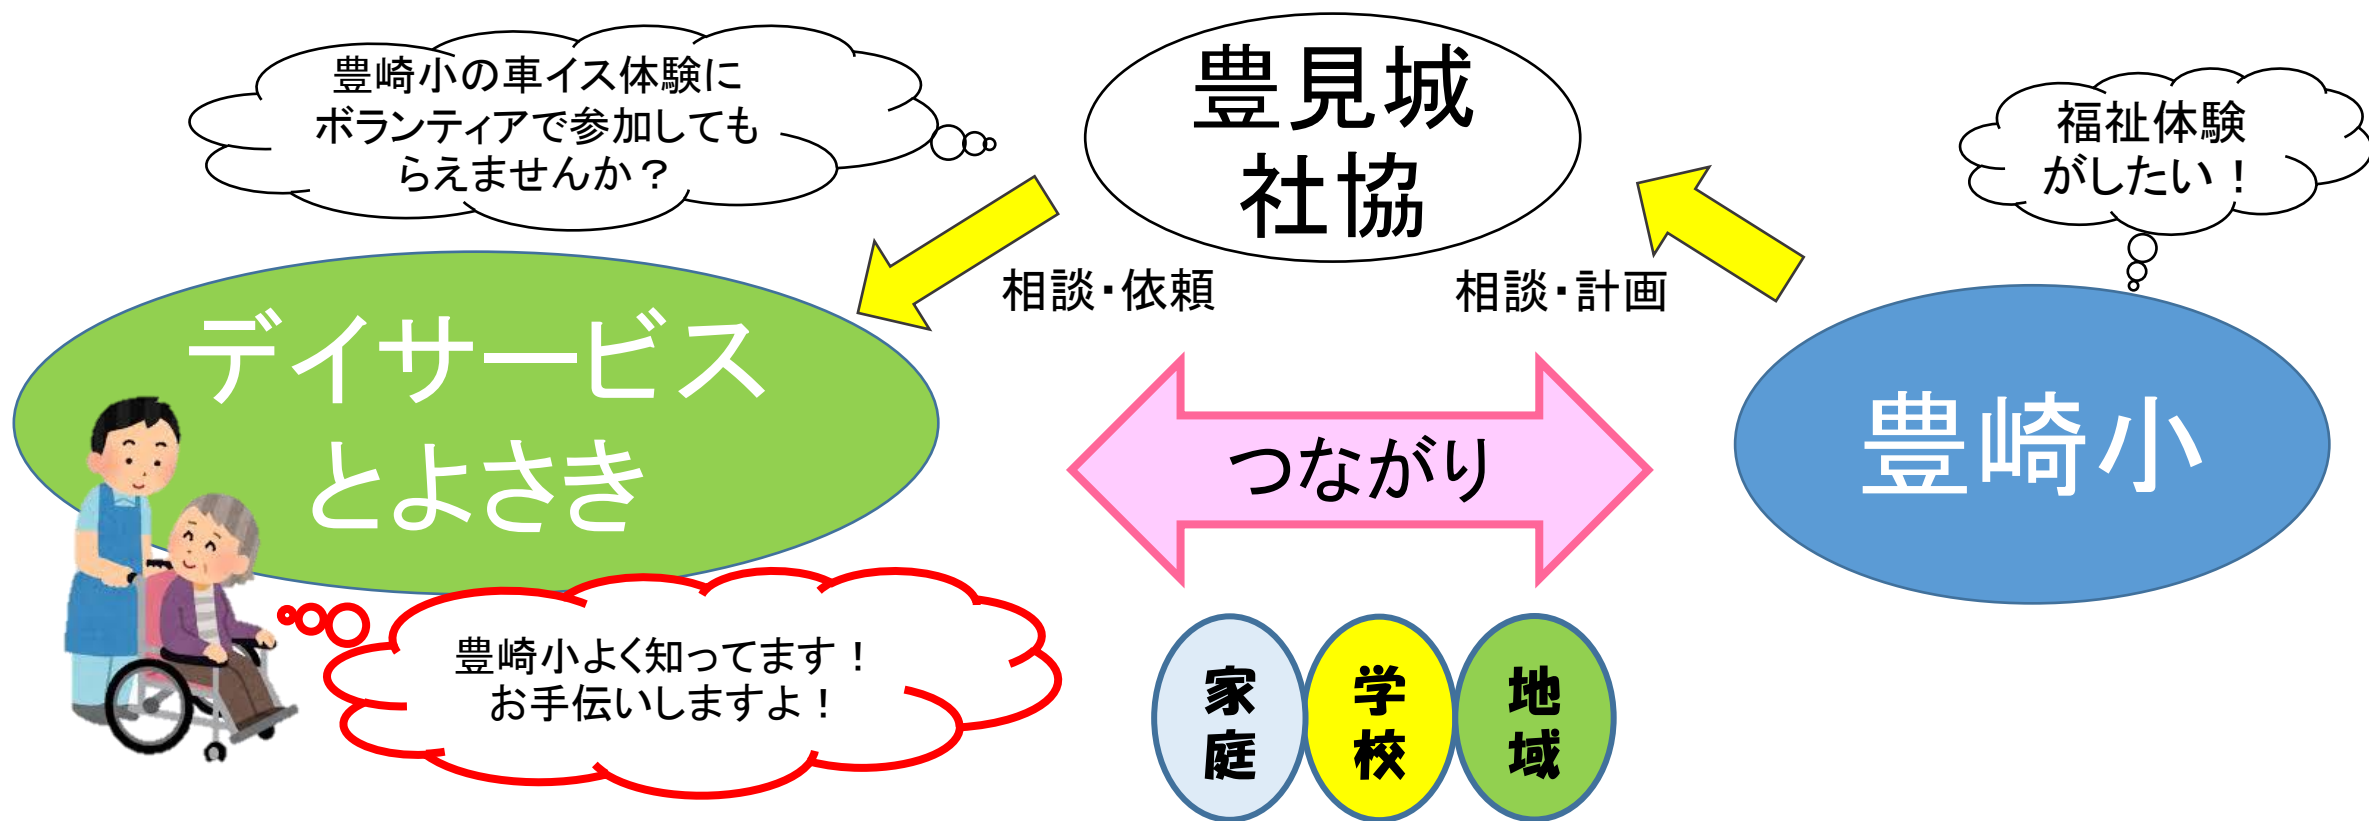 豊崎小の車イス体験に
ボランティアで参加しても
らえませんか？
豊見城
社協
福祉体験
がしたい！
相談・依頼
相談・計画
デイサービス
とよさき
つながり
豊崎小
豊崎小よく知ってます！
お手伝いしますよ！
家庭
学校
地域